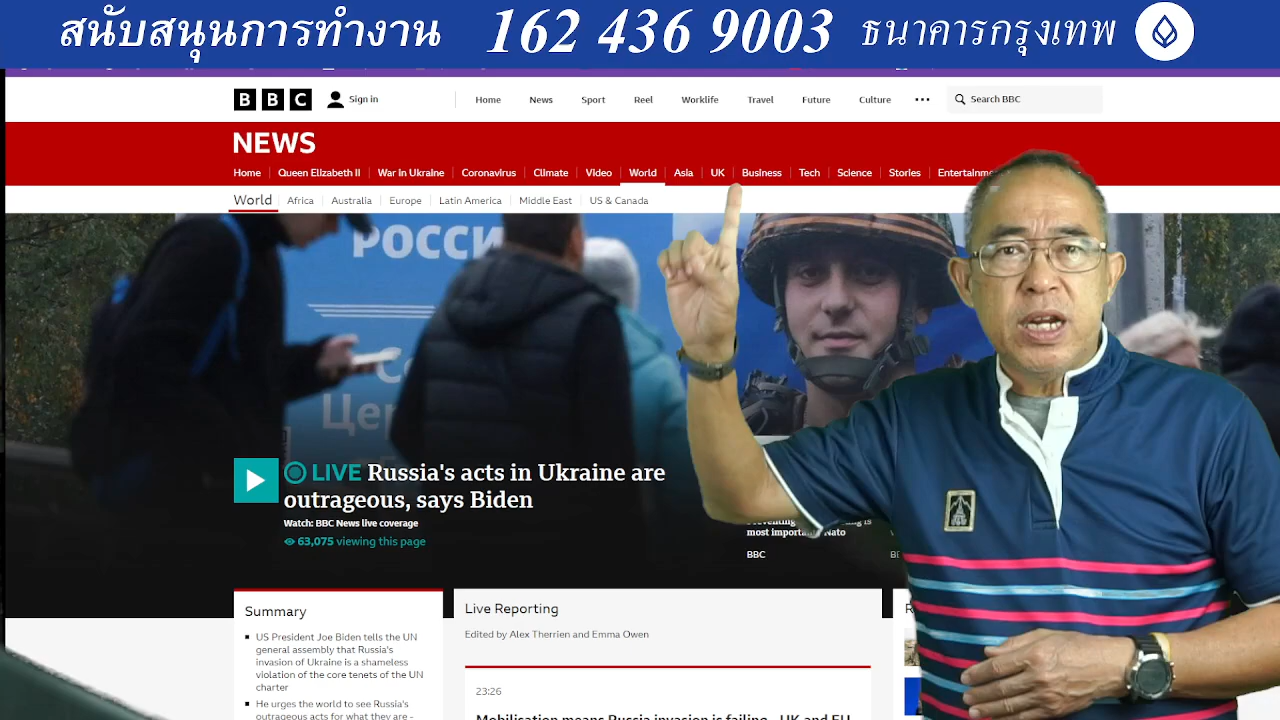 สนับสนุนการทำงาน 162 436 9003 ธนาคารกรุงเทพ
BBC Sign in Home News Sport Reel Worklife Travel Future Culture Search BBC
NEWS
Home Queen Elizabeth II War in Ukraine Coronavirus Climate Video World Asia UK Business Tech Science Stories
World Africa Australia Europe Latin America Middle East US & Canada
РОССИ
LIVE Russia's acts in Ukraine are
outrageous, says Biden
Watch: BBC News live coverage
63,075 viewing this page
most important Nato
BBC
Summary
US President Joe Biden tells the UN
general assembly that Russia's
invasion of Ukraine is a shameless
violation of the core tenets of the UN
charter
He urges the world to see Russia's
outrageous acts for what they are -
Live Reporting
Edited by Alex Therrien and Emma Owen
23:26
Mobilisation means Russia invasion is failing - UK and EU